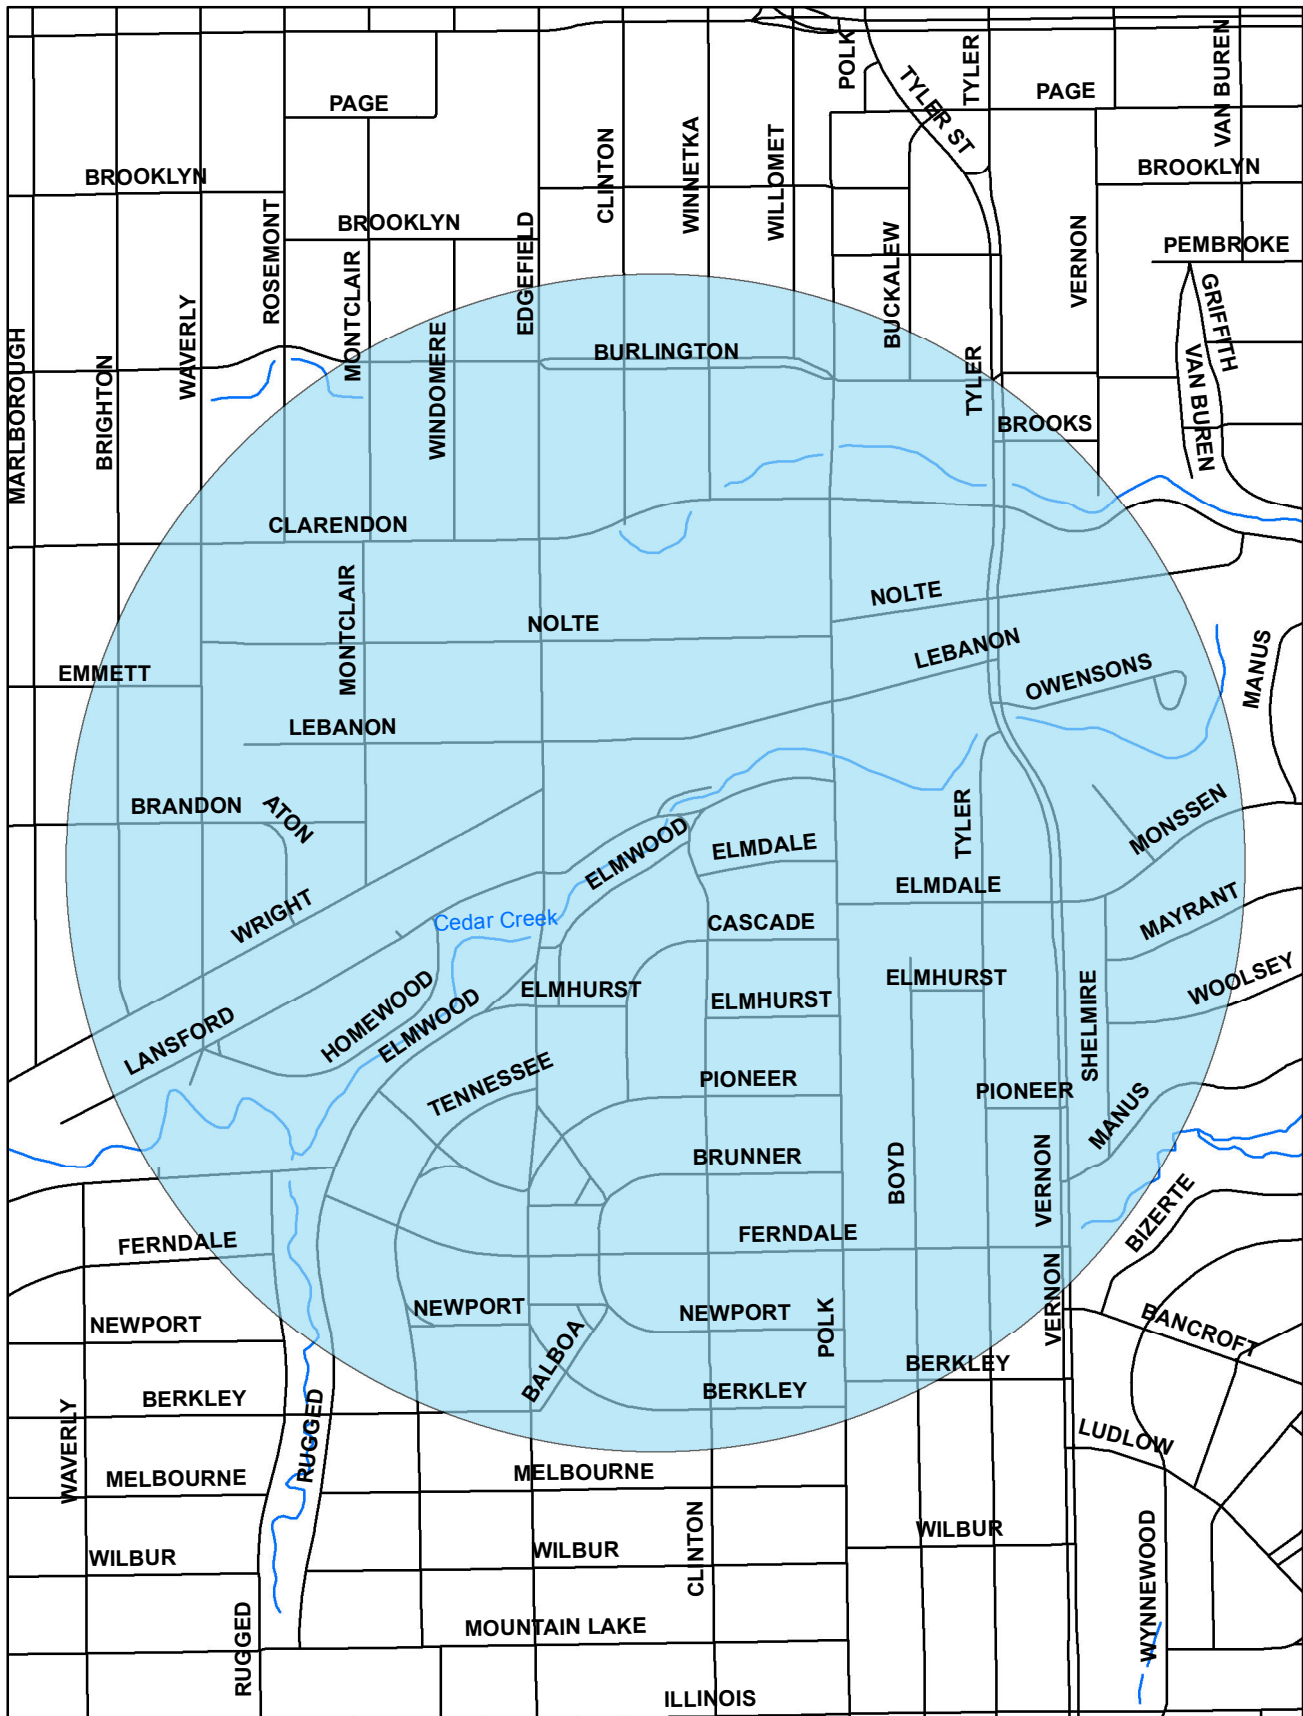 POLK
TYLER
VAN BUREN
PAGE
TYLER ST
PAGE
CLINTON
WINNETKA
WILLOMET
BROOKLYN
BROOKLYN
ROSEMONT
BROOKLYN
EDGEFIELD
BUCKALEW
VERNON
PEMBROKE
MONTCLAIR
GRIFFITH
WAVERLY
WINDOMERE
BURLINGTON
TYLER
VAN BUREN
MARLBOROUGH
BRIGHTON
BROOKS
CLARENDON
MONTCLAIR
NOLTE
NOLTE
LEBANON
EMMETT
OWENSONS
MANUS
LEBANON
BRANDON
ATON
ELMWOOD
ELMDALE
TYLER
MONSSEN
ELMDALE
WRIGHT
Cedar Creek
CASCADE
MAYRANT
HOMEWOOD
ELMWOOD
ELMHURST
ELMHURST
ELMHURST
SHELMIRE
WOOLSEY
LANSFORD
TENNESSEE
PIONEER
PIONEER
MANUS
BRUNNER
BOYD
VERNON
BIZERTE
FERNDALE
FERNDALE
VERNON
NEWPORT
NEWPORT
NEWPORT
POLK
BANCROFT
BALBOA
BERKLEY
BERKLEY
BERKLEY
WAVERLY
RUGGED
LUDLOW
MELBOURNE
MELBOURNE
CLINTON
WILBUR
WILBUR
WILBUR
WYNNEWOOD
RUGGED
MOUNTAIN LAKE
ILLINOIS